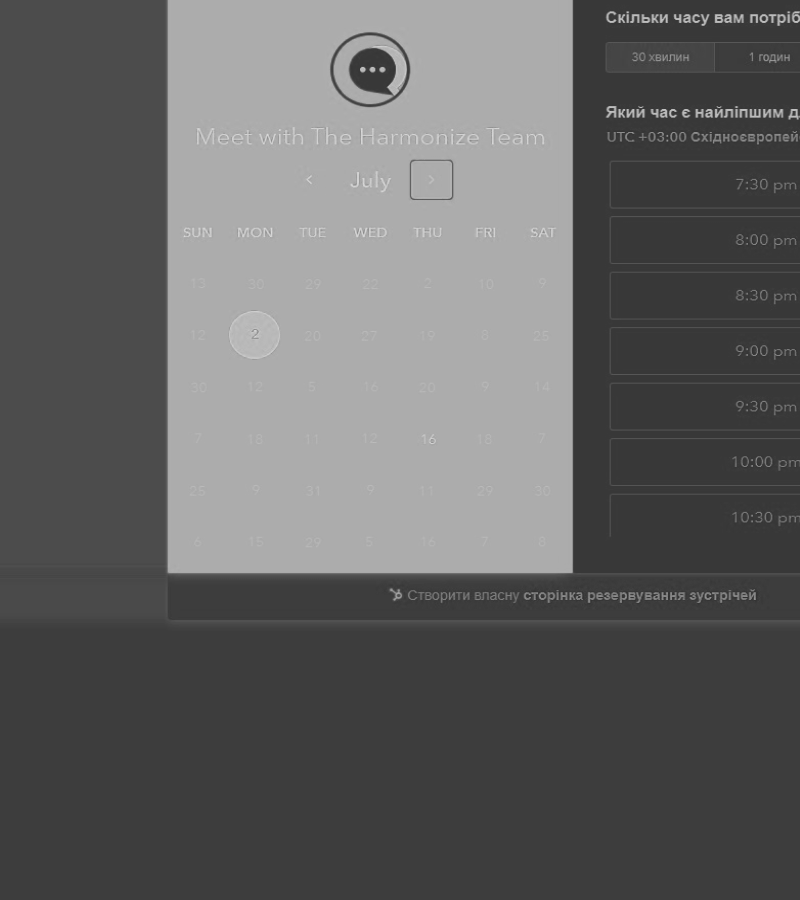 Meet with The Harmonize Team
July
SUN MON TUE WED THU FRI SAT
13 30 29 22 2 10 9
12 2 20 27 19 8 25
30 12 5 16 20 9 14
7 18 11 12 16 18 7
25 9 31 9 11 29 30
6 15 29 5 16 7 8
Скільки часу вам потріб
30 хвилин 1 годин
Який час є найліпшим д
UTC +03:00 Східноєвропей
7:30 pm
8:00 pm
8:30 pm
9:00 pm
9:30 pm
10:00 pm
10:30 pm
Створити власну сторінка резервування зустрічей